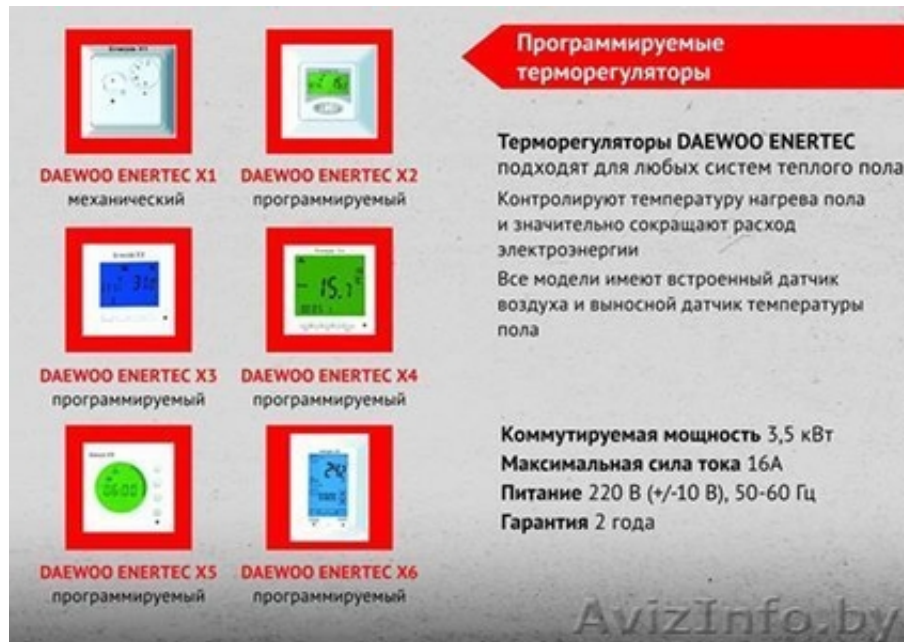 Программируемые
терморегуляторы
DAEWOO ENERTEC X1
механический
DAEWOO ENERTEC X2
программируемый
DAEWOO ENERTEC X3
программируемый
DAEWOO ENERTEC X4
программируемый
DAEWOO ENERTEC X5
программируемый
DAEWOO ENERTEC X6
программируемый
Терморегуляторы DAEWOO ENERTEC
подходят для любых систем теплого пола
Контролируют температуру нагрева пола
и значительно сокращают расход
электроэнергии
Все модели имеют встроенный датчик
воздуха и выносной датчик температуры
пола
Коммутируемая мощность 3,5 кВт
Максимальная сила тока 16А
Питание 220 В (+/-10 В), 50-60 Гц
Гарантия 2 года
06:00
AvizInfo.by